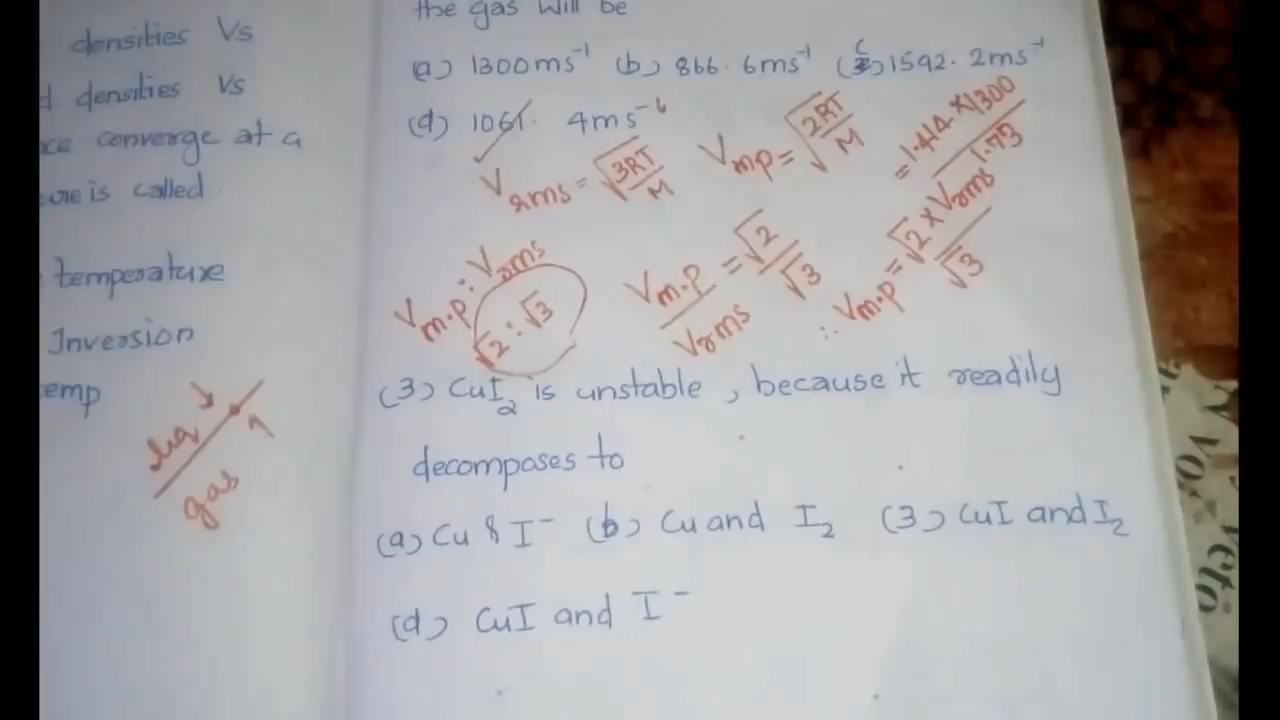 densities Vs
d densities Vs
ce converge at a
ure is called
temperature
Inversion
emp
liq
gas
the gas will be
(a) 1300ms⁻¹ (b) 866.6ms⁻¹ (c) 1592.2ms⁻¹
(d) 1061.4ms⁻¹
Vrms = √3RT/M
Vmp = √2RT/M
= 1.414 × 1300 / 1.73
Vm.p : Vrms
√2 : √3
Vm.p / Vrms = √2 / √3
∴ Vm.p = √2 × Vrms / √3
(3) CuI₂ is unstable, because it readily
decomposes to
(a) Cu & I⁻ (b) Cu and I₂ (3) CuI and I₂
(d) CuI and I⁻